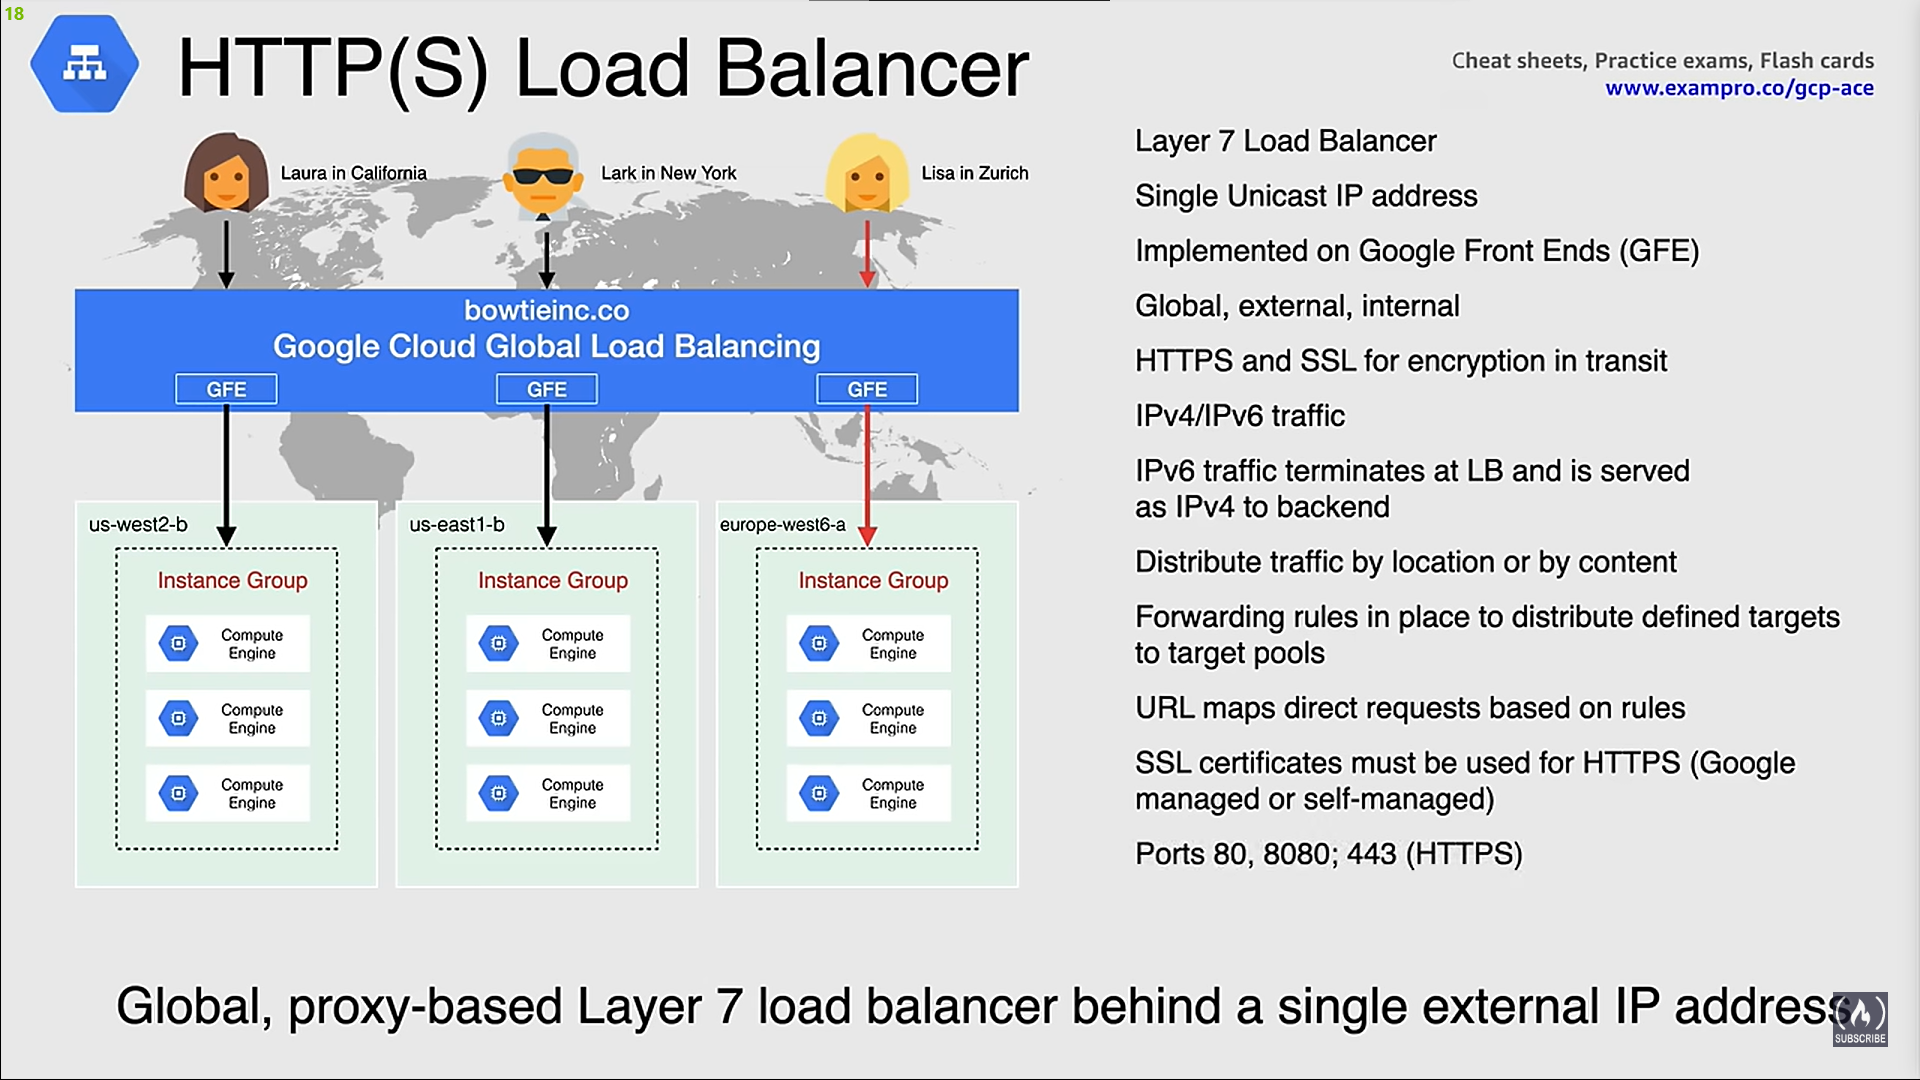 18
HTTP(S) Load Balancer
Cheat sheets, Practice exams, Flash cards
www.exampro.co/gcp-ace
Laura in California
Lark in New York
Lisa in Zurich
bowtieinc.co
Google Cloud Global Load Balancing
GFE
GFE
GFE
us-west2-b
Instance Group
Compute
Engine
Compute
Engine
Compute
Engine
us-east1-b
Instance Group
Compute
Engine
Compute
Engine
Compute
Engine
europe-west6-a
Instance Group
Compute
Engine
Compute
Engine
Compute
Engine
Layer 7 Load Balancer
Single Unicast IP address
Implemented on Google Front Ends (GFE)
Global, external, internal
HTTPS and SSL for encryption in transit
IPv4/IPv6 traffic
IPv6 traffic terminates at LB and is served
as IPv4 to backend
Distribute traffic by location or by content
Forwarding rules in place to distribute defined targets
to target pools
URL maps direct requests based on rules
SSL certificates must be used for HTTPS (Google
managed or self-managed)
Ports 80, 8080; 443 (HTTPS)
Global, proxy-based Layer 7 load balancer behind a single external IP address
SUBSCRIBE